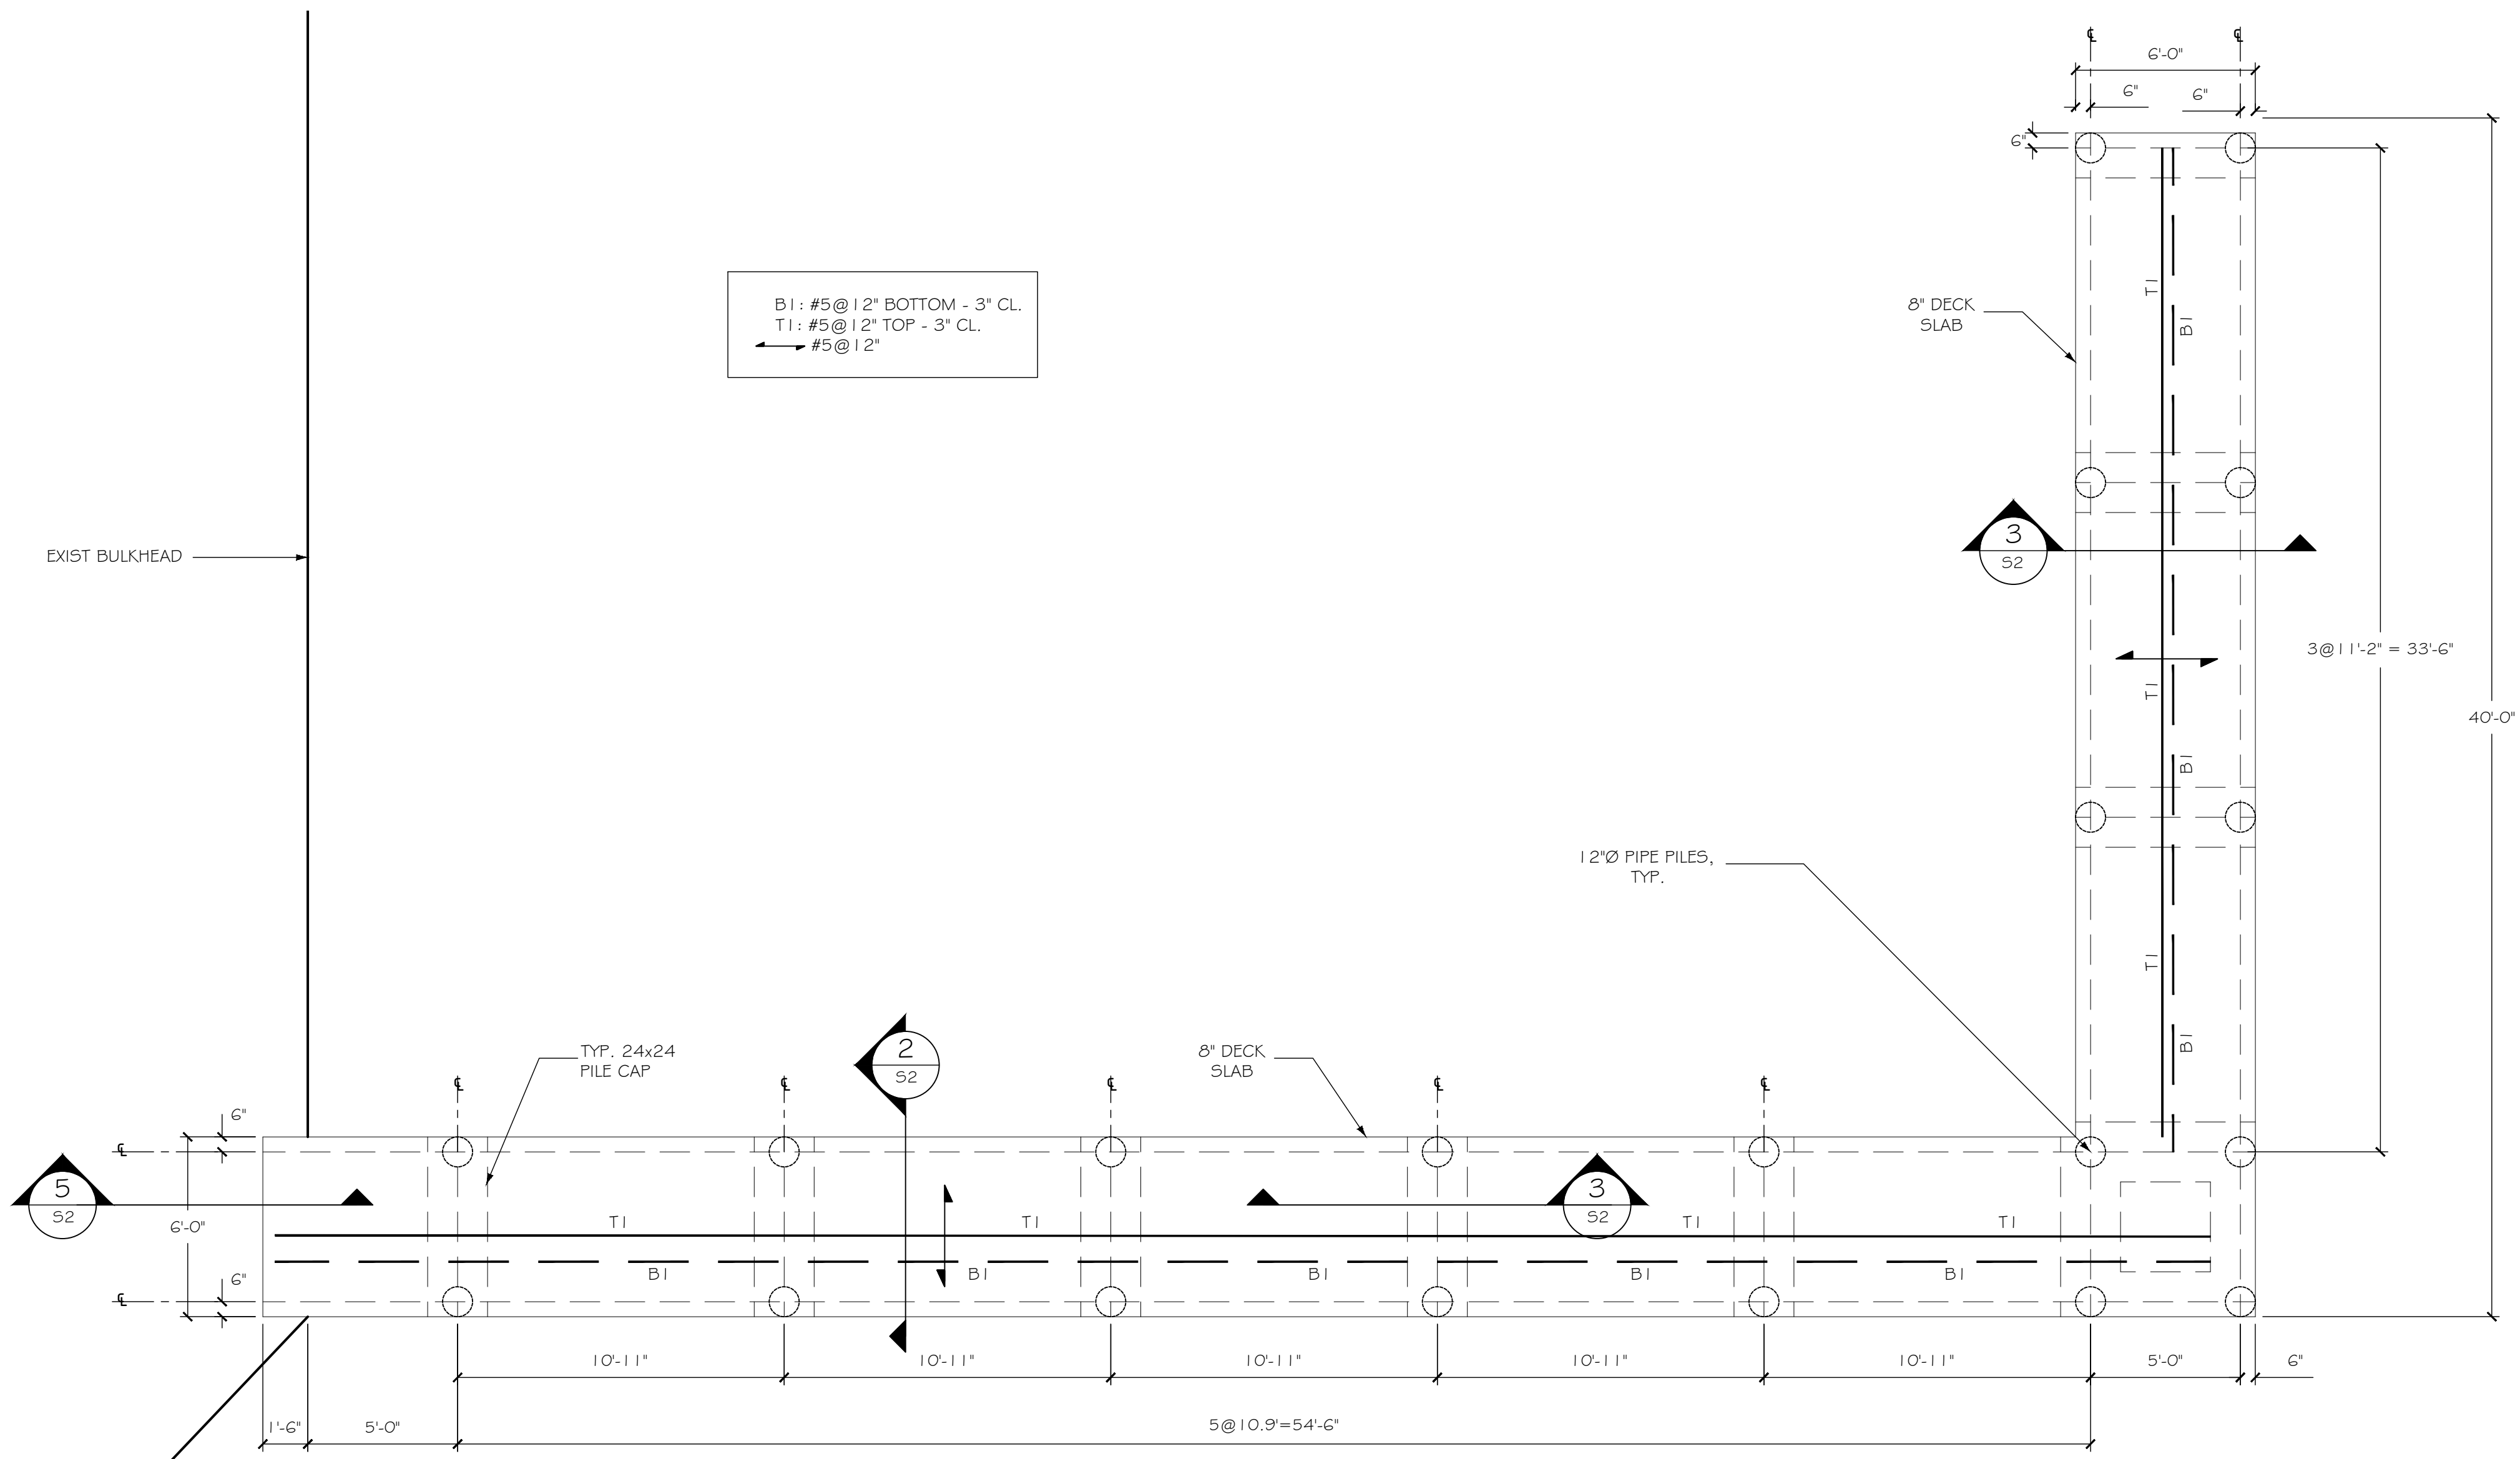 ℄
℄
6'-0"
6"
6"
6"
B1: #5@12" BOTTOM - 3" CL.
T1: #5@12" TOP - 3" CL.
#5@12"
8" DECK
SLAB
T1
B1
EXIST BULKHEAD
3
S2
3@11'-2" = 33'-6"
40'-0"
T1
B1
12"Ø PIPE PILES,
TYP.
T1
B1
TYP. 24x24
PILE CAP
2
S2
8" DECK
SLAB
℄
℄
℄
℄
℄
6"
℄
5
S2
6'-0"
3
S2
T1
T1
T1
T1
B1
B1
B1
B1
B1
6"
℄
10'-11"
10'-11"
10'-11"
10'-11"
10'-11"
5'-0"
6"
1'-6"
5'-0"
5@10.9'=54'-6"